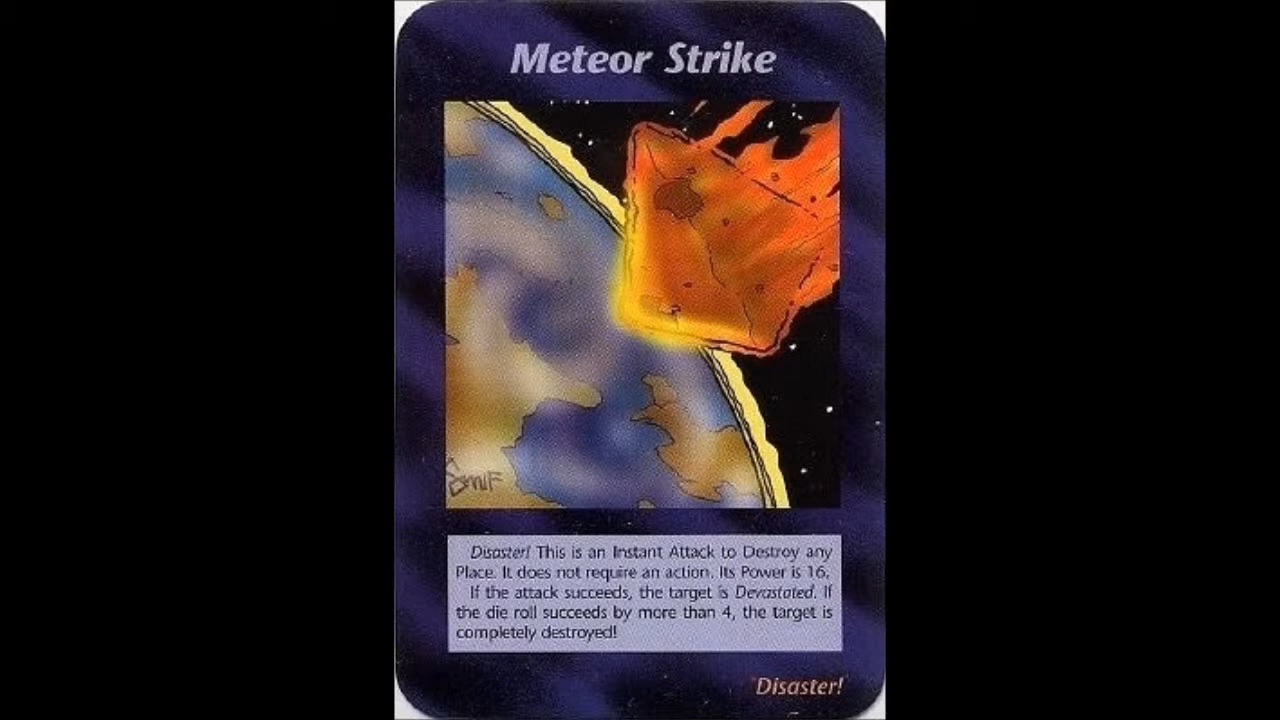 Meteor Strike
SMIF
Disaster! This is an Instant Attack to Destroy any
Place. It does not require an action. Its Power is 16.
If the attack succeeds, the target is Devastated. If
the die roll succeeds by more than 4, the target is
completely destroyed!
Disaster!